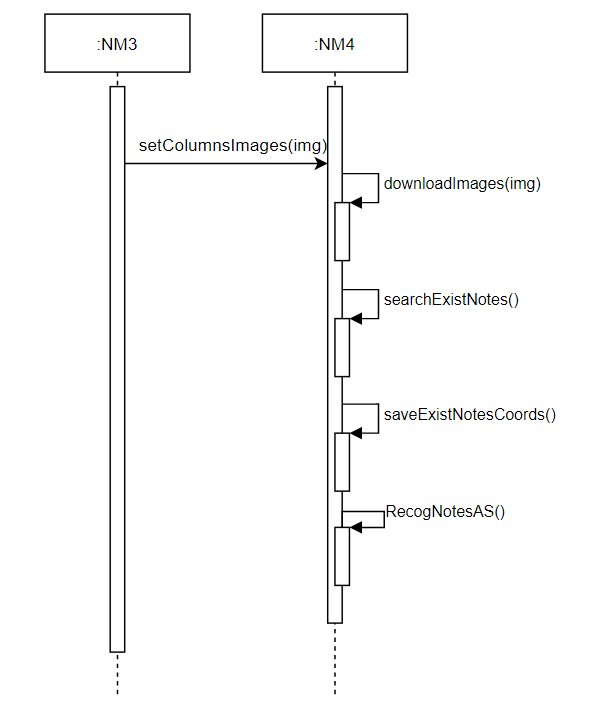 :NM3
:NM4
setColumnsImages(img)
downloadImages(img)
searchExistNotes()
saveExistNotesCoords()
RecogNotesAS()